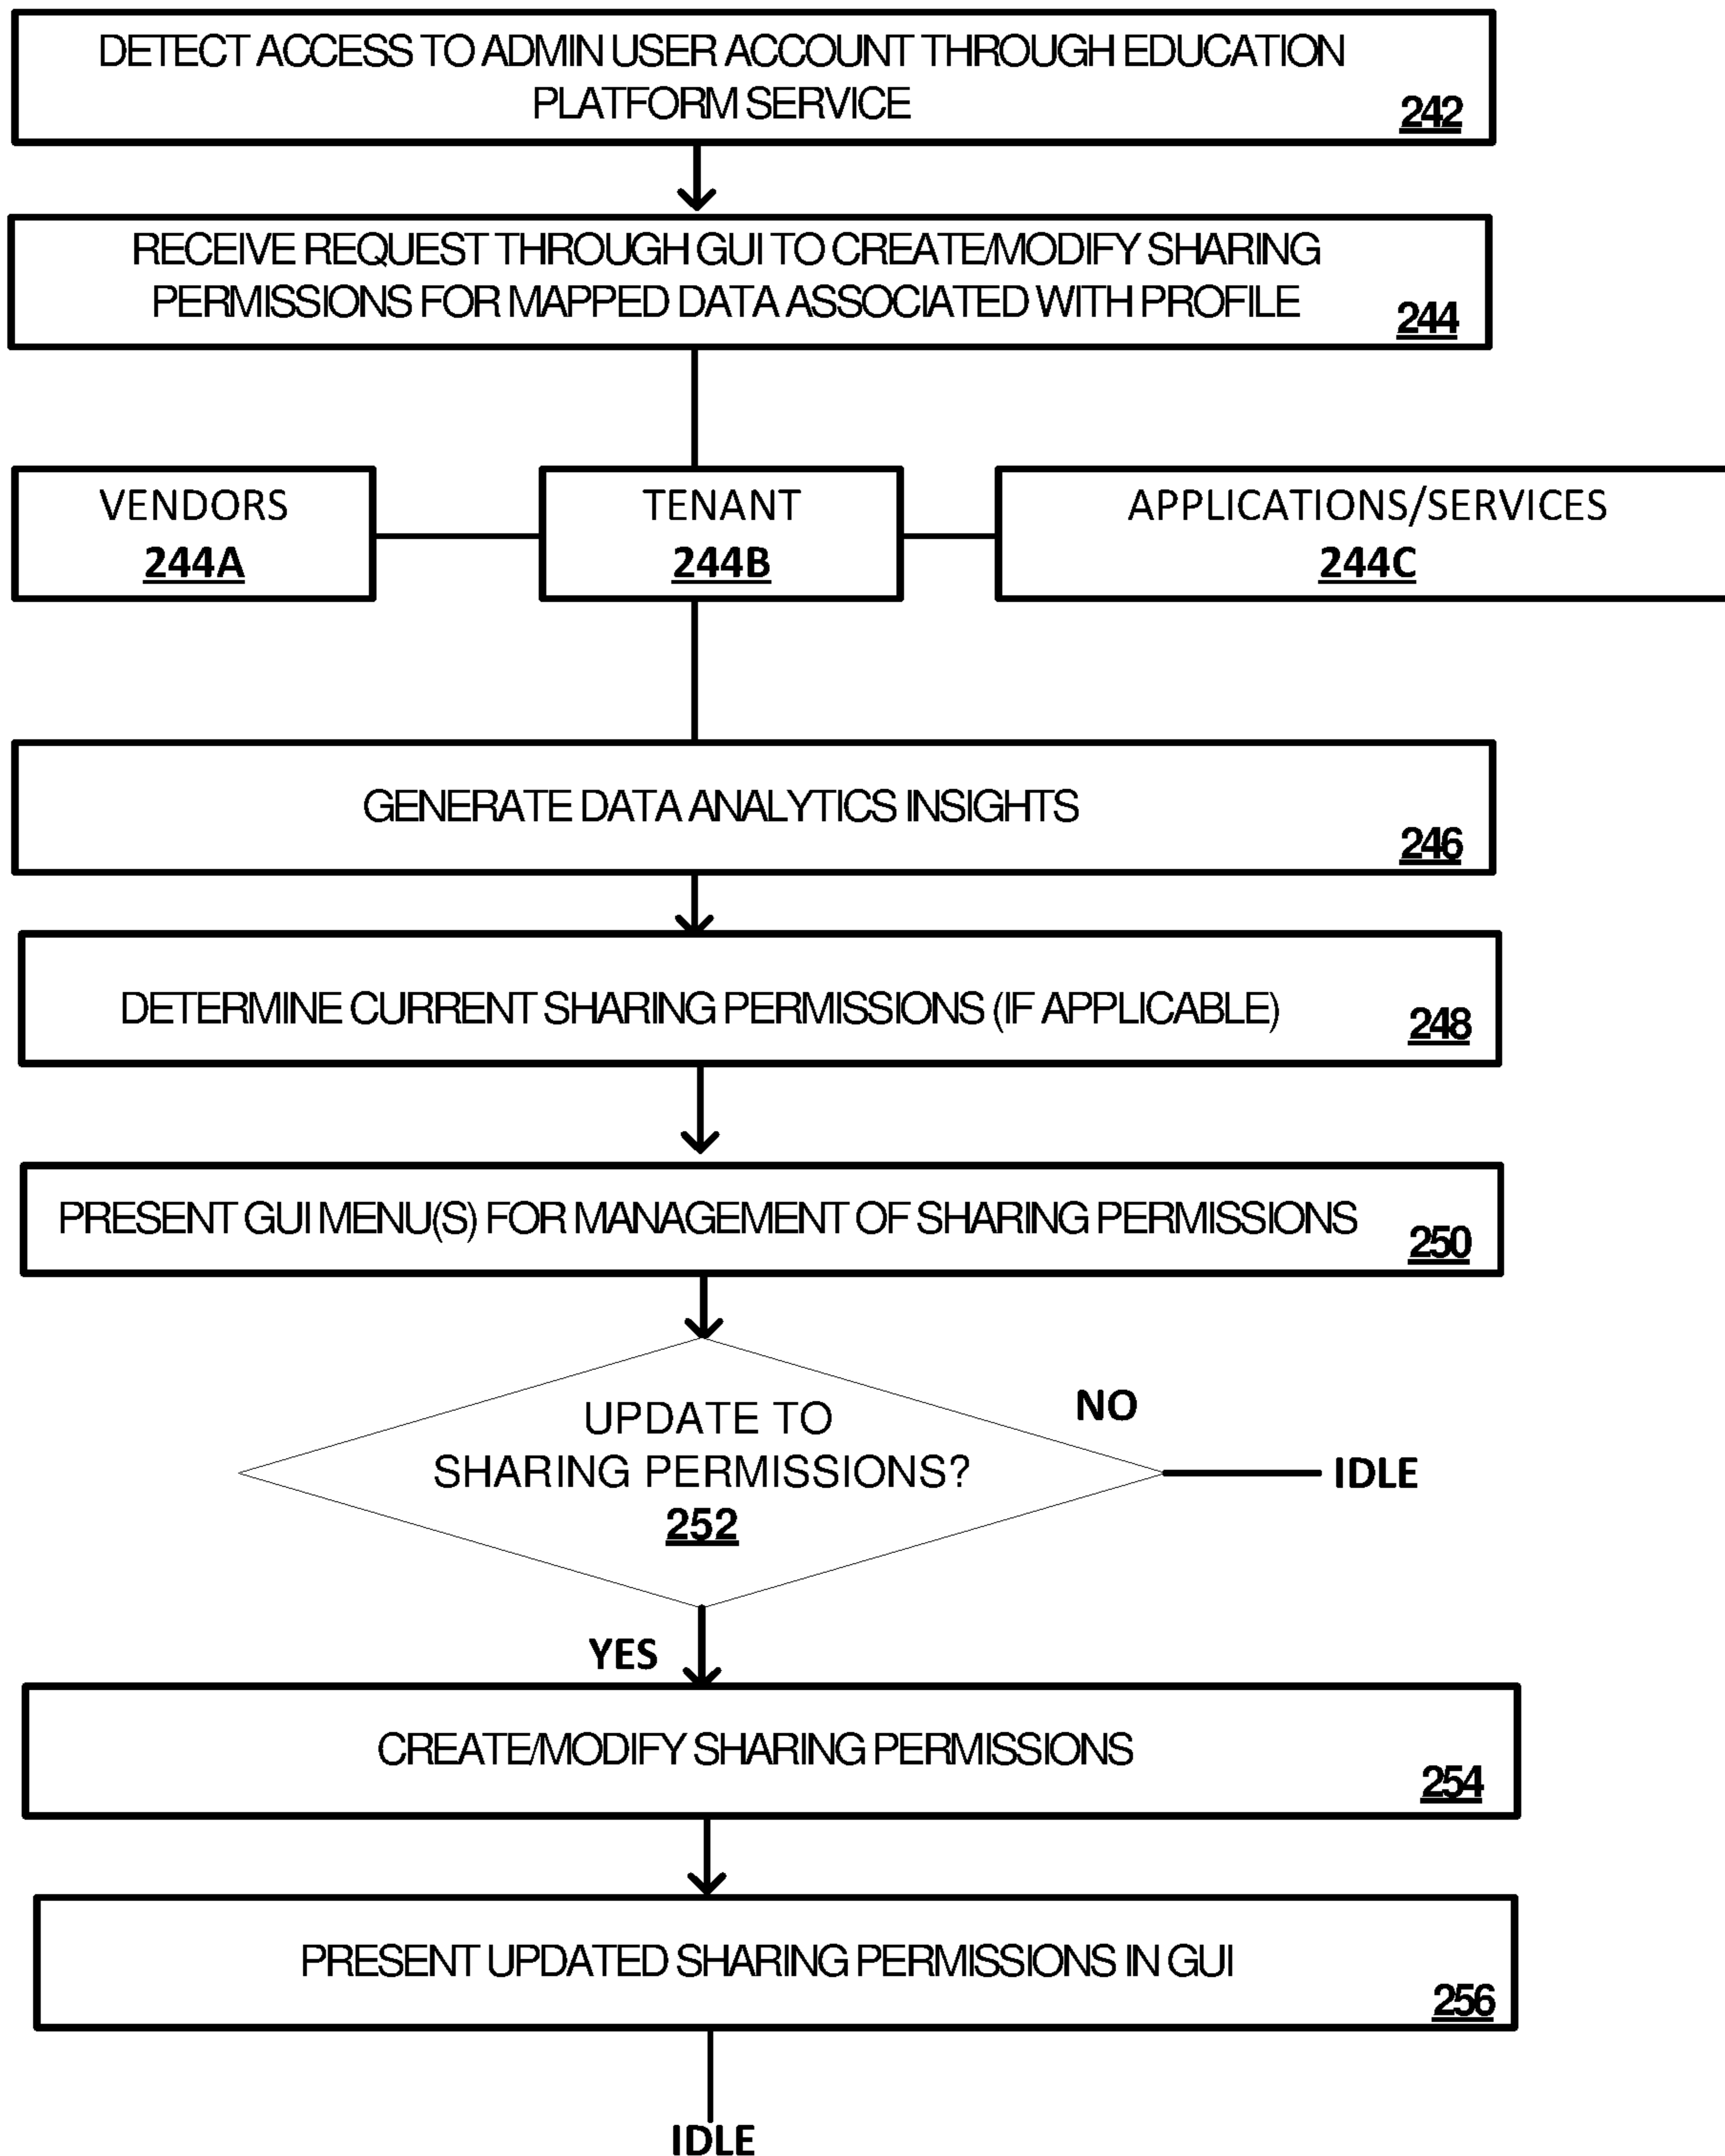 DETECT ACCESS TO ADMIN USER ACCOUNT THROUGH EDUCATION
PLATFORM SERVICE
242
RECEIVE REQUEST THROUGH GUI TO CREATE/MODIFY SHARING
PERMISSIONS FOR MAPPED DATA ASSOCIATED WITH PROFILE
244
VENDORS
244A
TENANT
244B
APPLICATIONS/SERVICES
244C
GENERATE DATA ANALYTICS INSIGHTS
246
DETERMINE CURRENT SHARING PERMISSIONS (IF APPLICABLE)
248
PRESENT GUI MENU(S) FOR MANAGEMENT OF SHARING PERMISSIONS
250
UPDATE TO
SHARING PERMISSIONS?
252
NO
IDLE
YES
CREATE/MODIFY SHARING PERMISSIONS
254
PRESENT UPDATED SHARING PERMISSIONS IN GUI
256
IDLE